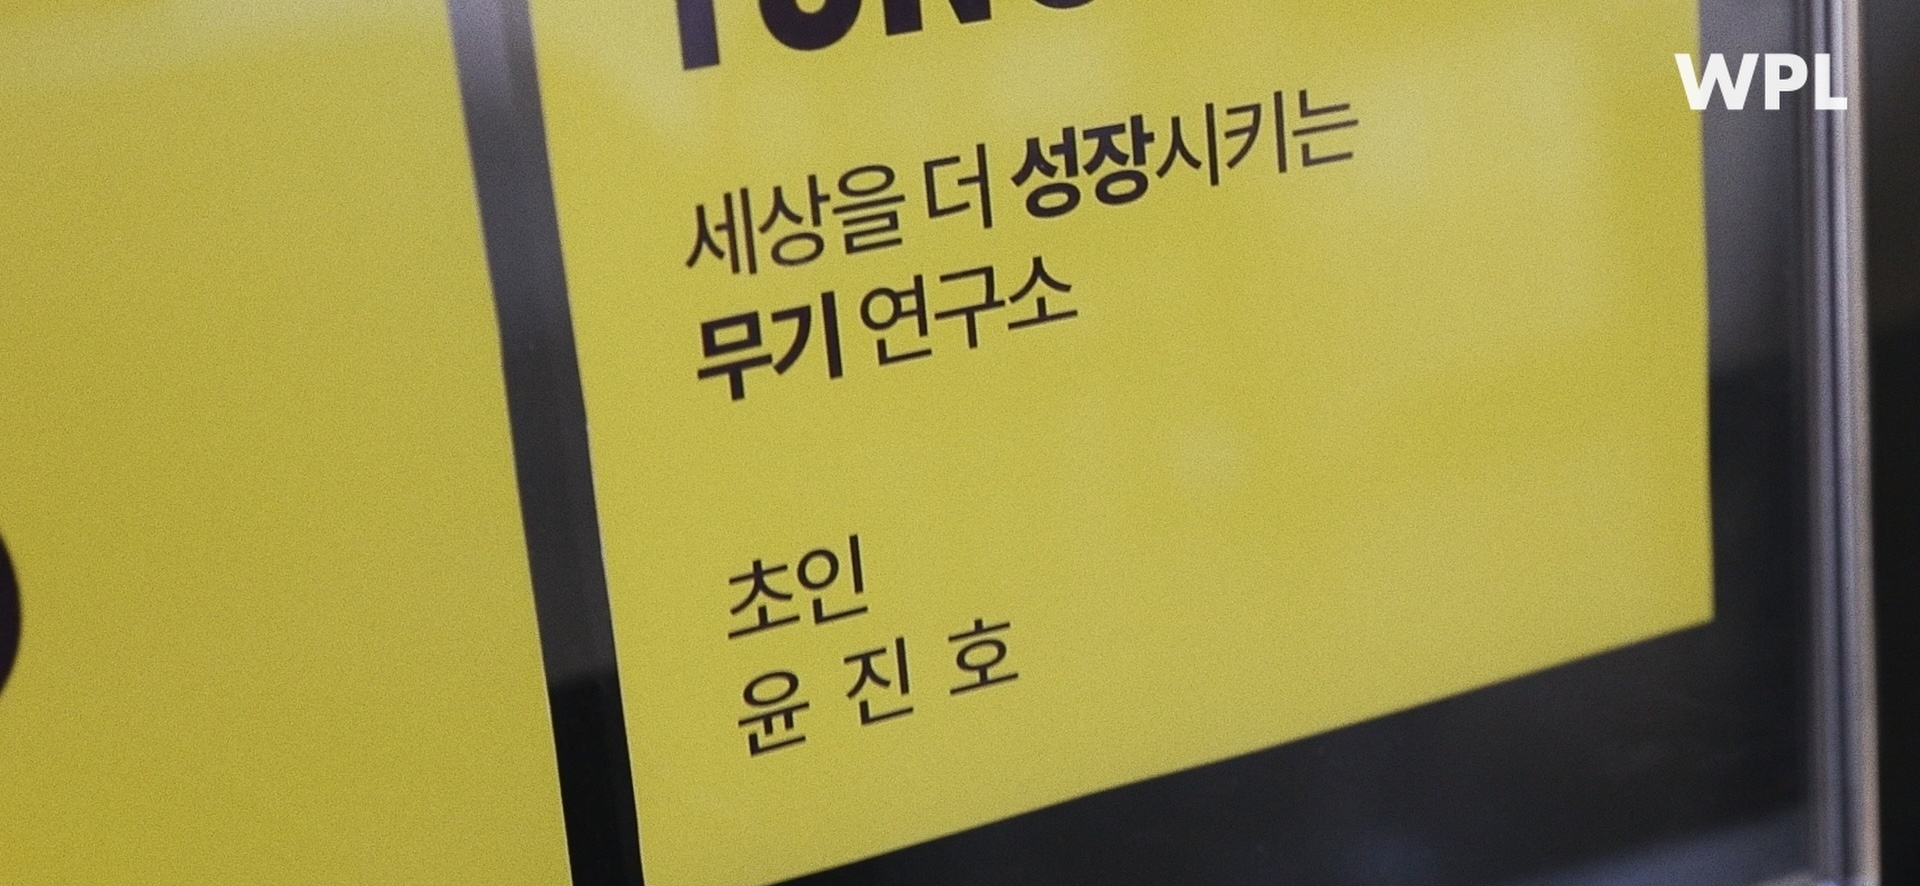 WPL
세상을 더 성장시키는
무기 연구소
초인
윤 진 호